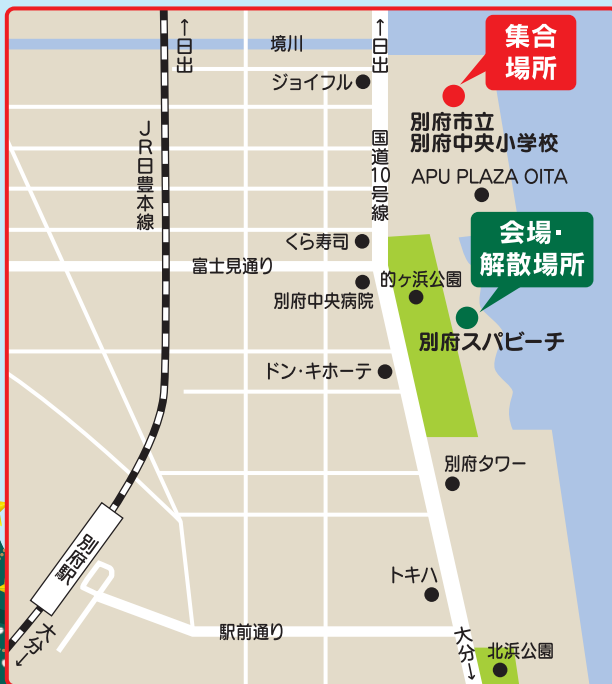 ↑日出
境川
↑日出
集合
場所
ジョイフル
別府市立
別府中央小学校
JR日豊本線
国道10号線
APU PLAZA OITA
くら寿司
会場・
解散場所
富士見通り
的ヶ浜公園
別府中央病院
別府スパビーチ
ドン・キホーテ
別府タワー
別府駅
トキハ
駅前通り
大分↓
大分↓
北浜公園